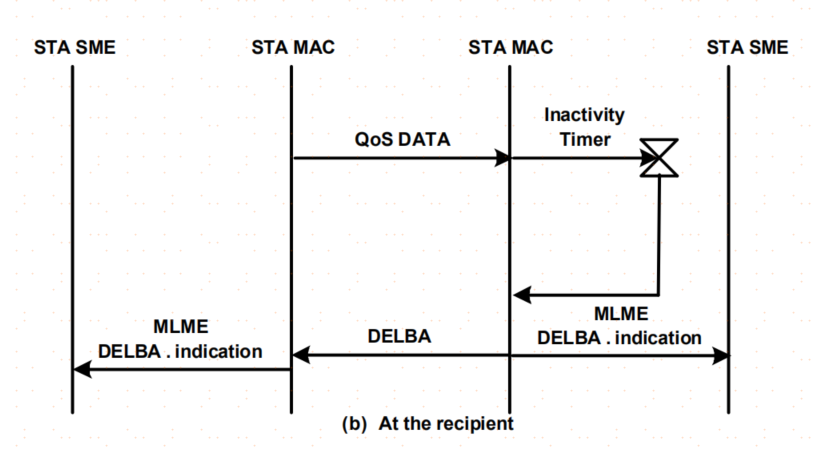 STA SME
STA MAC
STA MAC
STA SME
Inactivity
Timer
QoS DATA
MLME
DELBA . indication
DELBA
MLME
DELBA . indication
(b) At the recipient